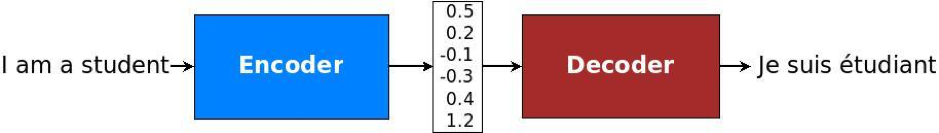 I am a student
Encoder
0.5
0.2
-0.1
-0.3
0.4
1.2
Decoder
Je suis étudiant